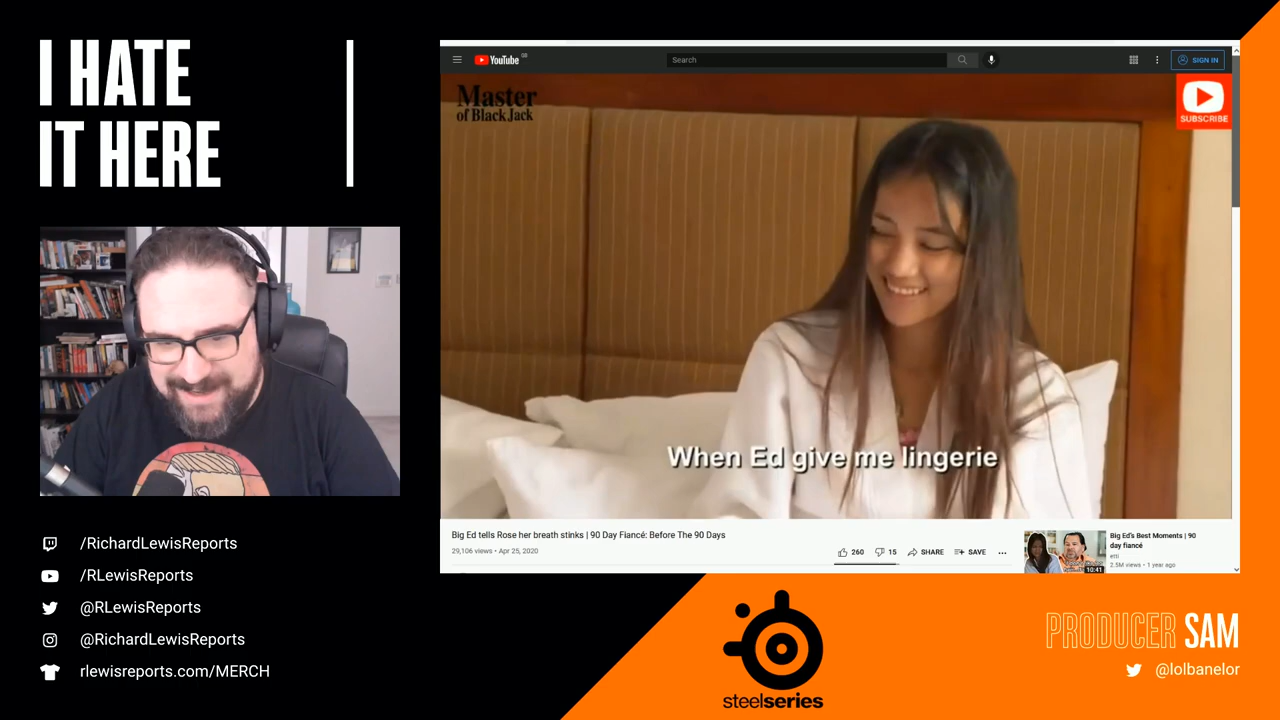 I HATE
IT HERE
/RichardLewisReports
/RLewisReports
@RLewisReports
@RichardLewisReports
rlewisreports.com/MERCH
YouTube GB
Search
SIGN IN
Master
of BlackJack
SUBSCRIBE
When Ed give me lingerie
Big Ed tells Rose her breath stinks | 90 Day Fiancé: Before The 90 Days
29,106 views • Apr 25, 2020
260
15
SHARE
SAVE
Big Ed's Best Moments | 90
day fiancé
etti
2.5M views • 1 year ago
10:41
steelseries
PRODUCER SAM
@lolbanelor